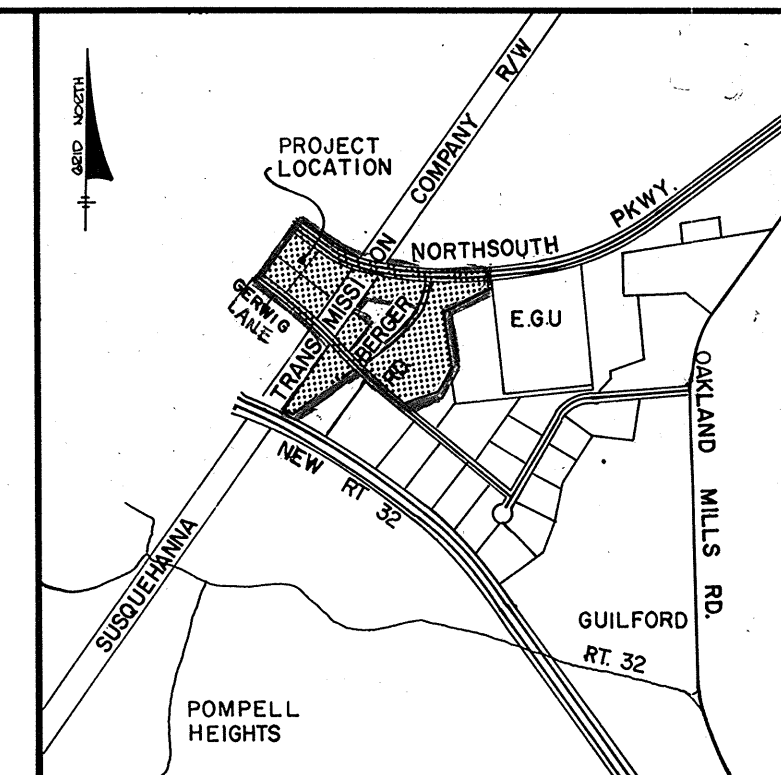 GRID NORTH
PROJECT
LOCATION
SUSQUEHANNA TRANSMISSION COMPANY R/W
NORTHSOUTH PKWY.
GERWIG
LANE
BERGER RD
E.G.U
OAKLAND MILLS RD.
NEW RT 32
GUILFORD
RT. 32
POMPELL
HEIGHTS